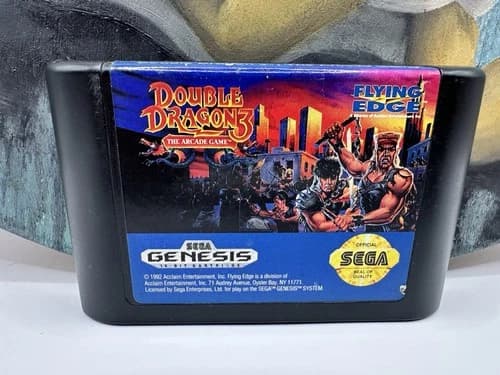 DOUBLE
DRAGON 3
THE ARCADE GAME™
FLYING
EDGE
SEGA
GENESIS
16-BIT CARTRIDGE
OFFICIAL
SEGA
SEAL OF
QUALITY
© 1992 Acclaim Entertainment, Inc. Flying Edge is a division of
Acclaim Entertainment, Inc. 71 Audrey Avenue, Oyster Bay, NY 11771.
Licensed by Sega Enterprises, Ltd. for play on the SEGA™ GENESIS™ SYSTEM.